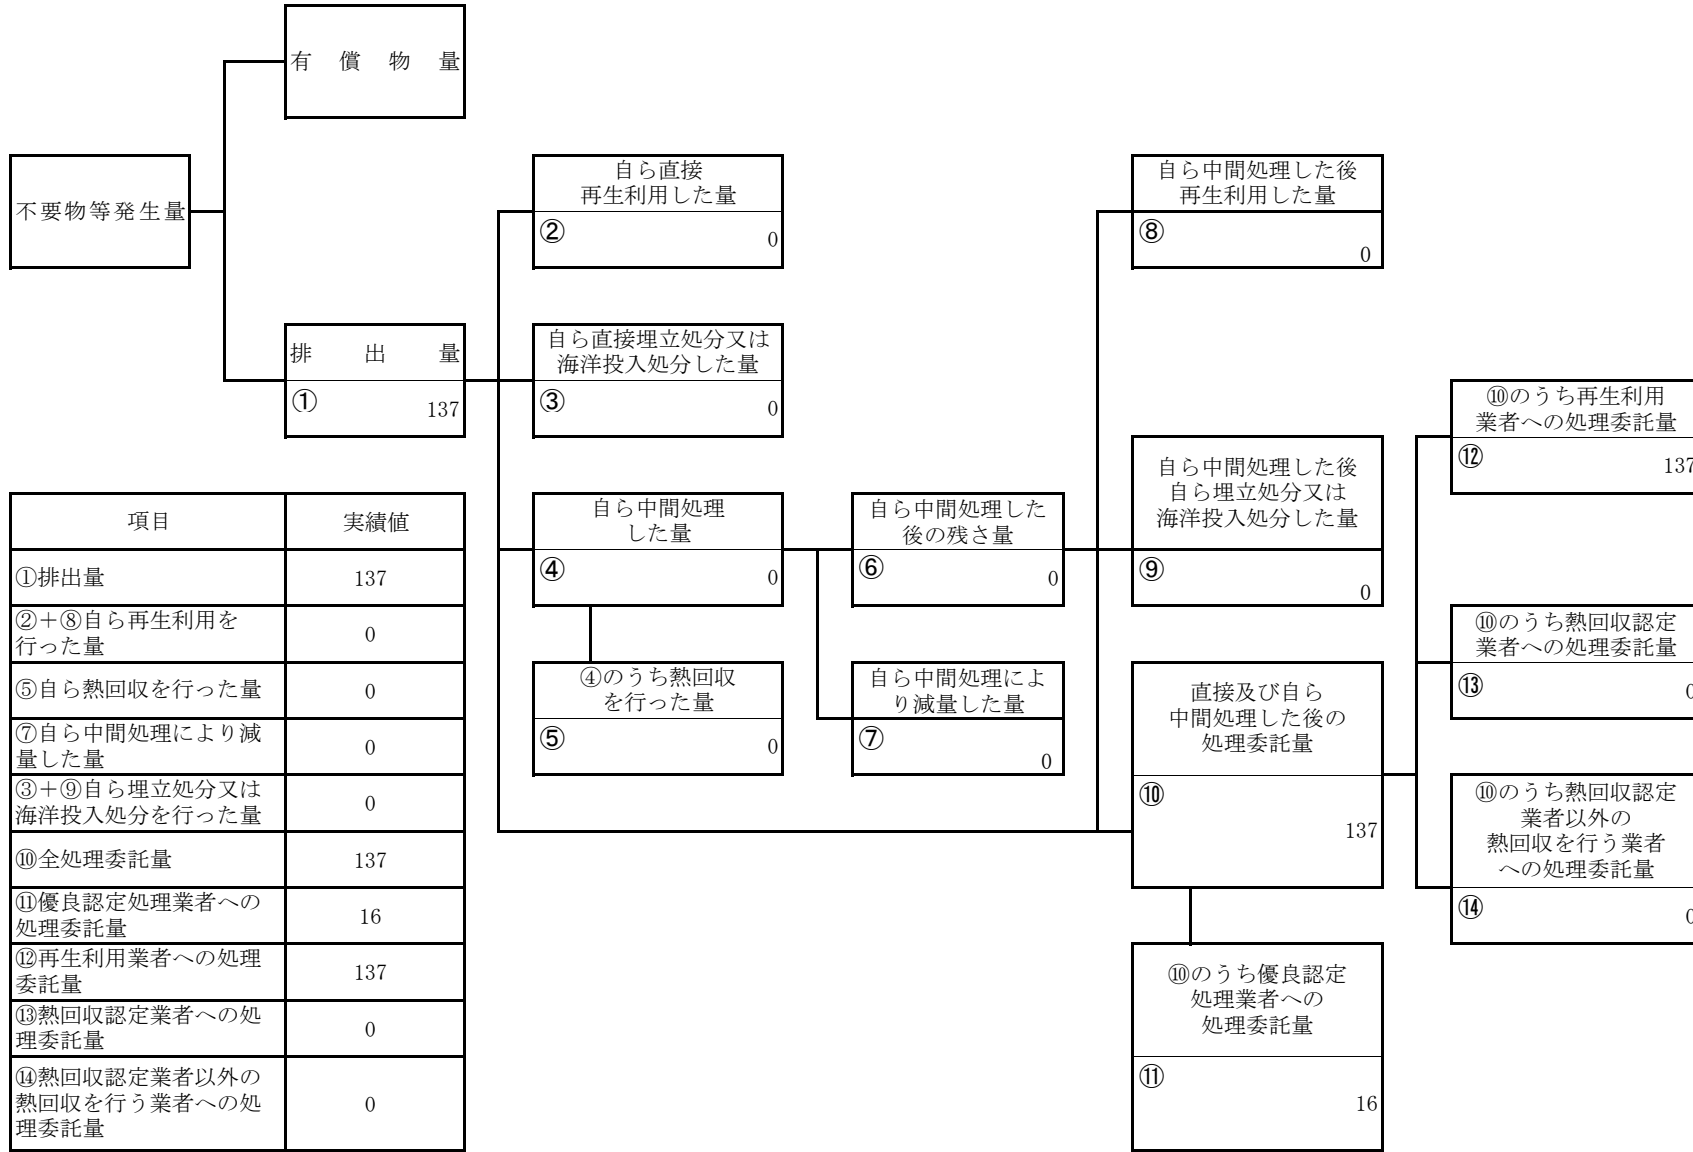 有償物量
不要物等発生量
排出量
① 137
自ら直接
再生利用した量
② 0
自ら直接埋立処分又は
海洋投入処分した量
③ 0
自ら中間処理
した量
④ 0
④のうち熱回収
を行った量
⑤ 0
自ら中間処理した
後の残さ量
⑥ 0
自ら中間処理によ
り減量した量
⑦ 0
自ら中間処理した後
再生利用した量
⑧ 0
自ら中間処理した後
自ら埋立処分又は
海洋投入処分した量
⑨ 0
直接及び自ら
中間処理した後の
処理委託量
⑩ 137
⑩のうち優良認定
処理業者への
処理委託量
⑪ 16
⑩のうち再生利用
業者への処理委託量
⑫ 137
⑩のうち熱回収認定
業者への処理委託量
⑬ 0
⑩のうち熱回収認定
業者以外の
熱回収を行う業者
への処理委託量
⑭ 0
項目 実績値
①排出量 137
②+⑧自ら再生利用を
行った量 0
⑤自ら熱回収を行った量 0
⑦自ら中間処理により減
量した量 0
③+⑨自ら埋立処分又は
海洋投入処分を行った量 0
⑩全処理委託量 137
⑪優良認定処理業者への
処理委託量 16
⑫再生利用業者への処理
委託量 137
⑬熱回収認定業者への処
理委託量 0
⑭熱回収認定業者以外の
熱回収を行う業者への処
理委託量 0